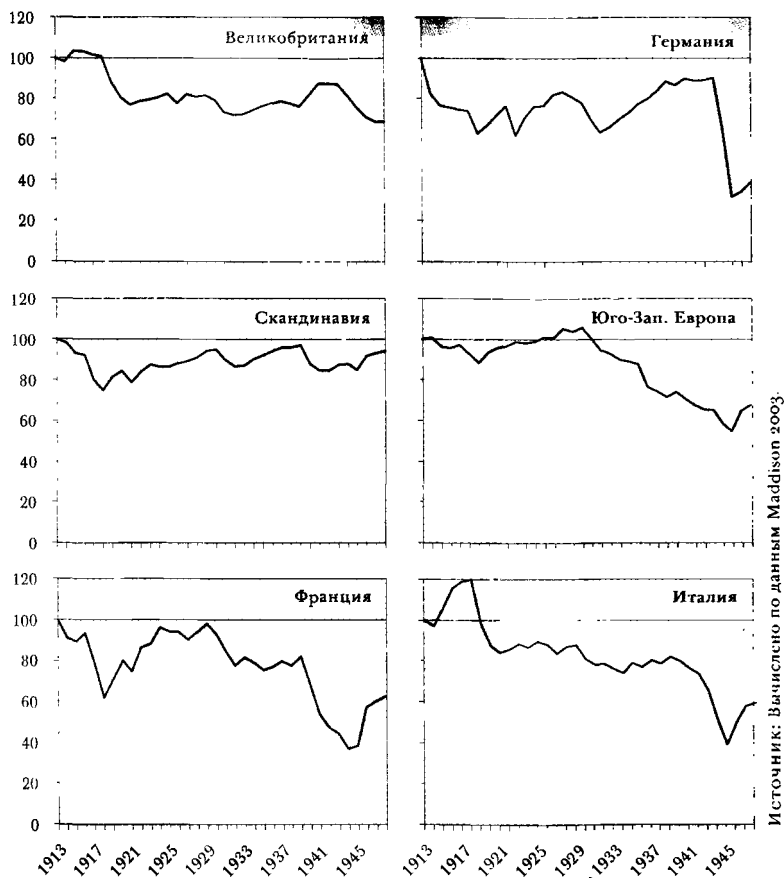 120
100
80
60
40
20
0
Великобритания
Германия
120
100
80
60
40
20
0
Скандинавия
Юго-Зап. Европа
120
100
80
60
40
20
0
Франция
Италия
1913 1917 1921 1925 1929 1933 1937 1941 1945
1913 1917 1921 1925 1929 1933 1937 1941 1945
Источник: Вычислено по данным Maddison 2003.